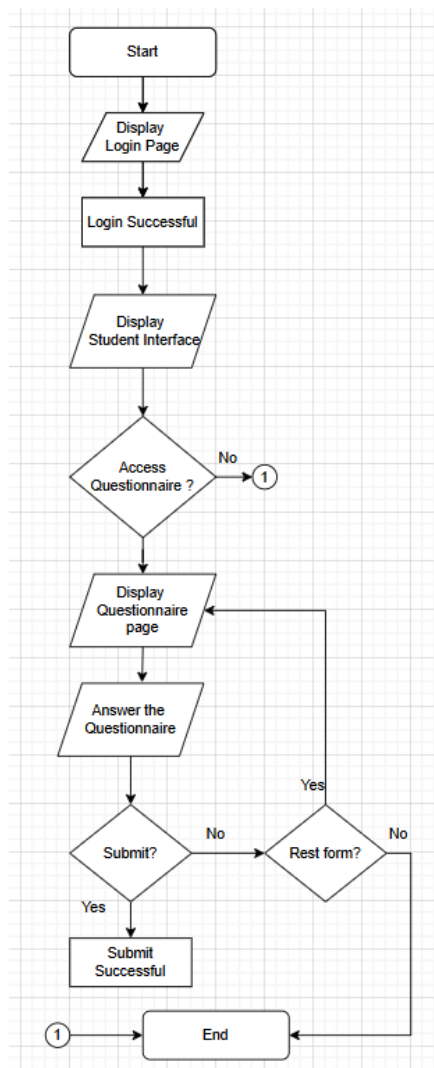 Start
Display
Login Page
Login Successful
Display
Student Interface
Access
Questionnaire ?
No
1
Display
Questionnaire
page
Answer the
Questionnaire
Yes
Submit?
No
Rest form?
No
Yes
Submit
Successful
1
End